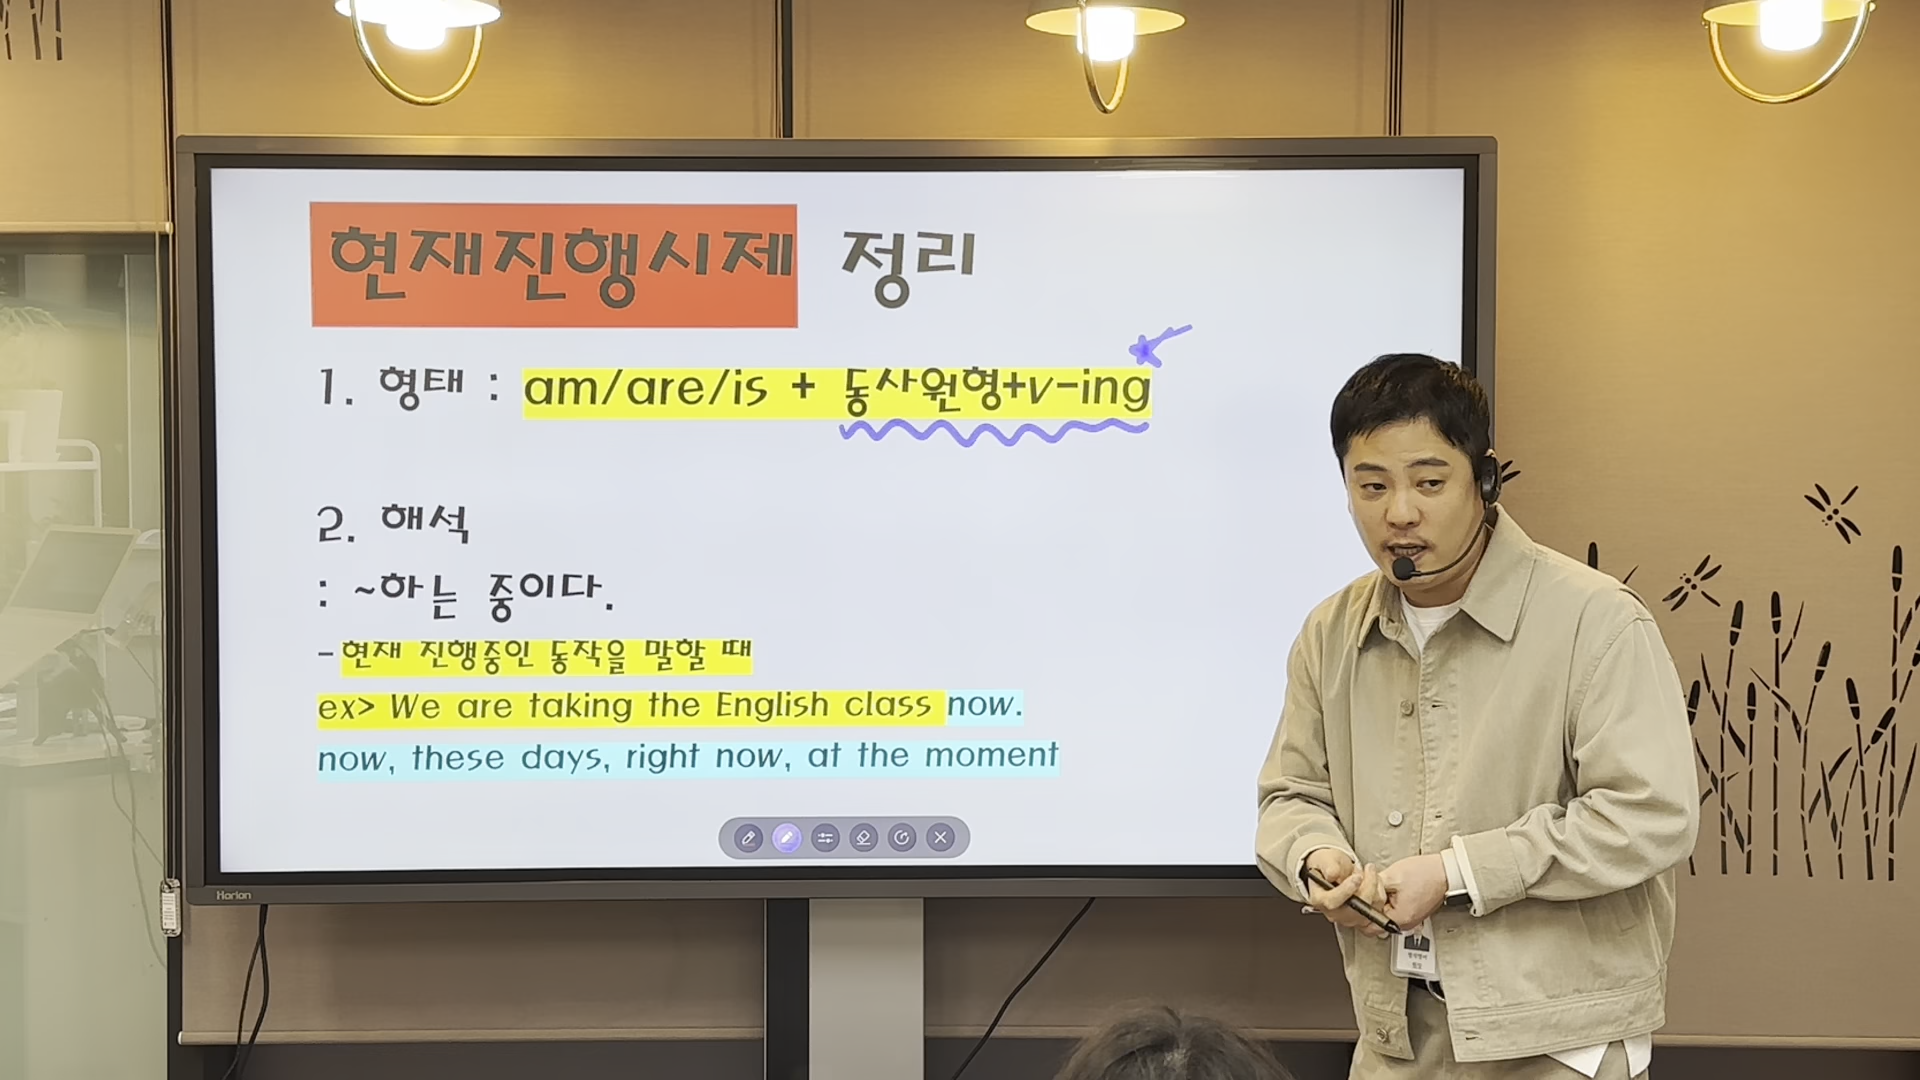 현재진행시제 정리
1. 형태 : am/are/is + 동사원형+v-ing
2. 해석
: ~하는 중이다.
-현재 진행중인 동작을 말할 때
ex> We are taking the English class now.
now, these days, right now, at the moment
Horion